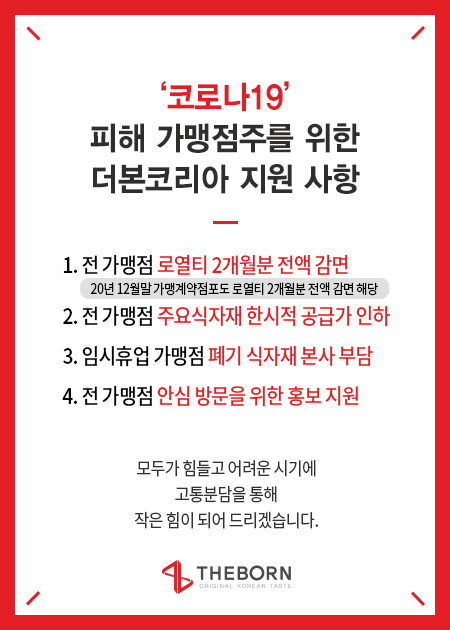 ‘코로나19’
피해 가맹점주를 위한
더본코리아 지원 사항
1. 전 가맹점 로열티 2개월분 전액 감면
20년 12월말 가맹계약점포도 로열티 2개월분 전액 감면 해당
2. 전 가맹점 주요식자재 한시적 공급가 인하
3. 임시휴업 가맹점 폐기 식자재 본사 부담
4. 전 가맹점 안심 방문을 위한 홍보 지원
모두가 힘들고 어려운 시기에
고통분담을 통해
작은 힘이 되어 드리겠습니다.
THEBORN
ORIGINAL KOREAN TASTE